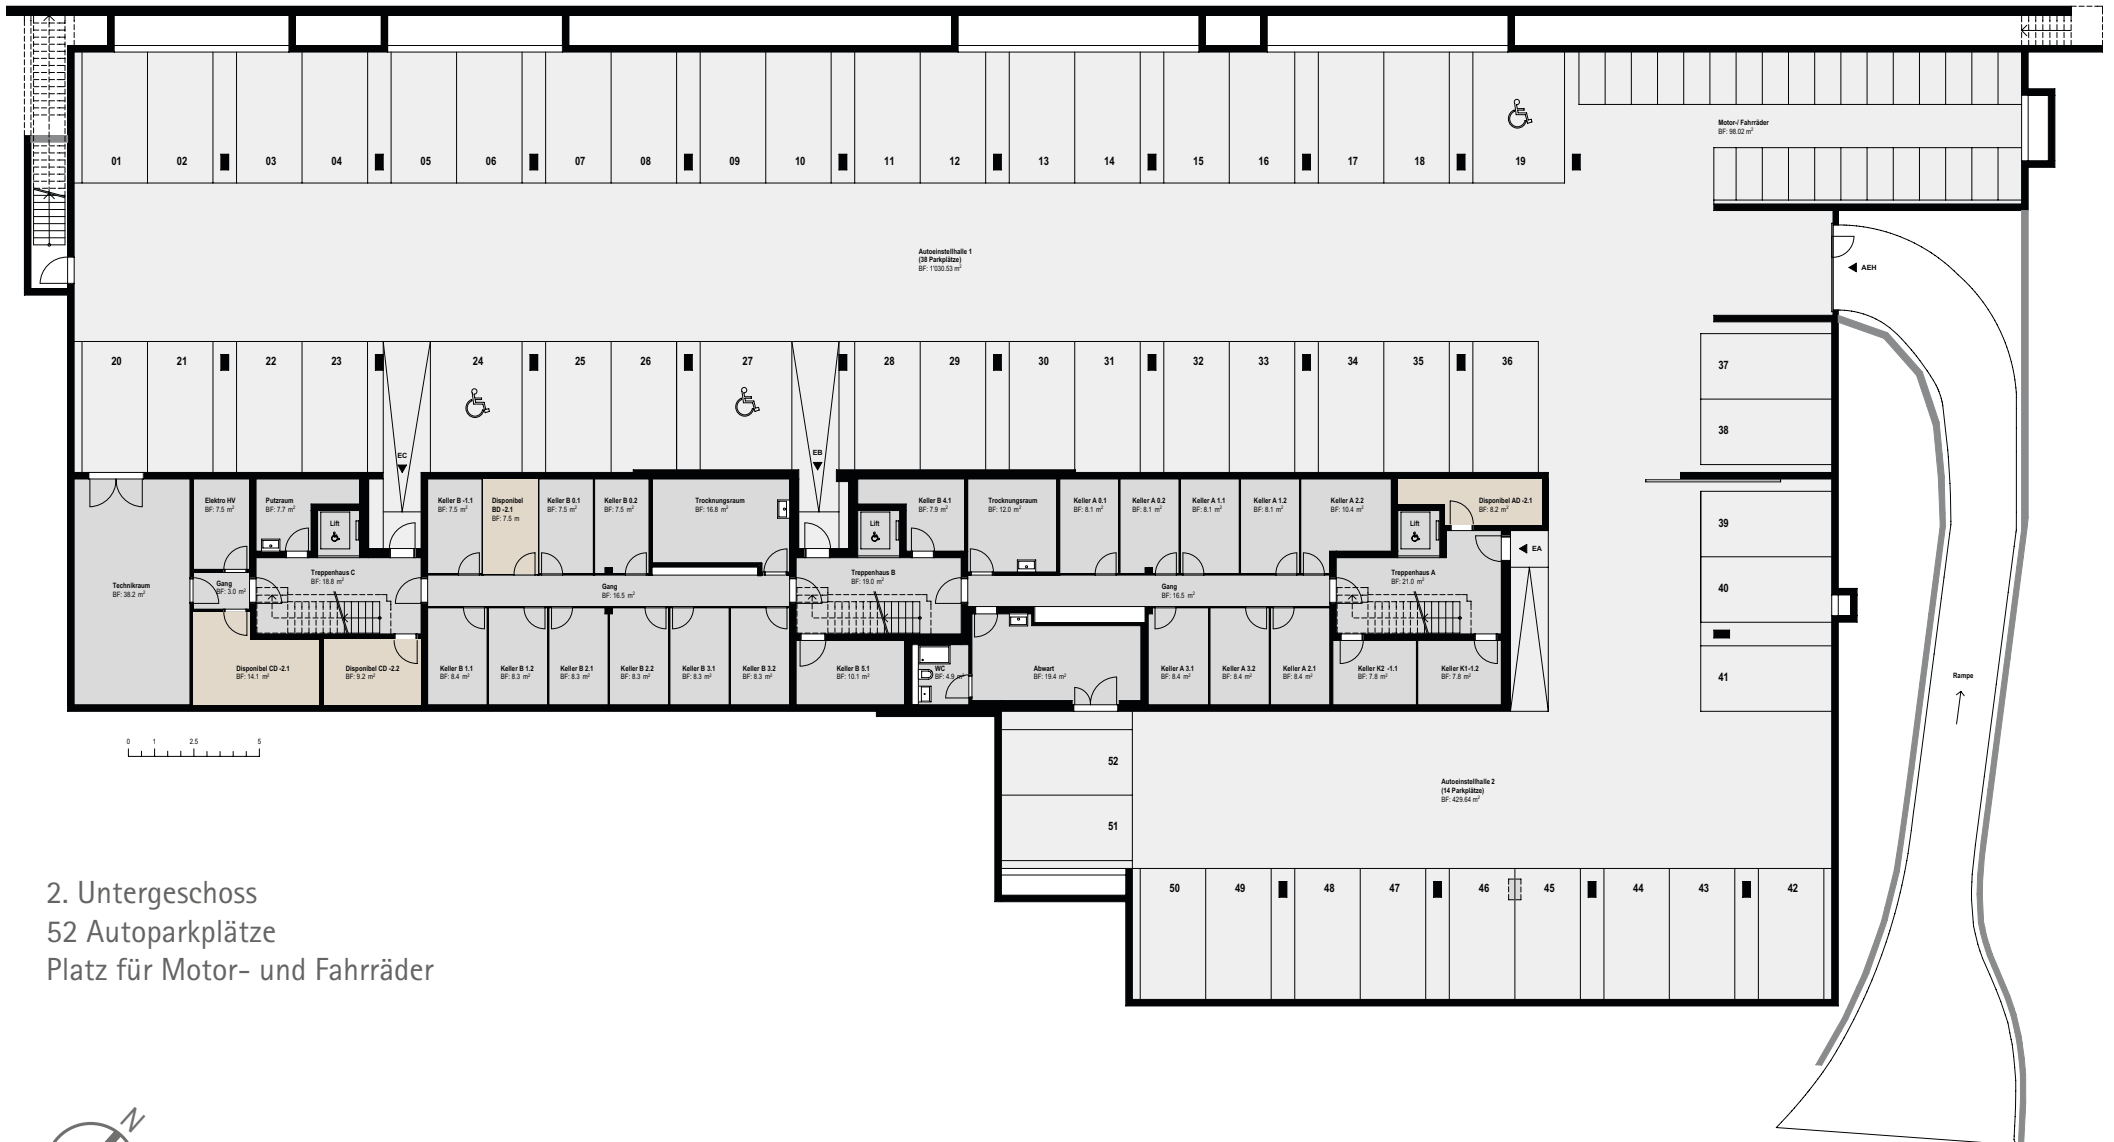 01 02 03 04 05 06 07 08 09 10 11 12 13 14 15 16 17 18 19
Motor-/ Fahrräder
BF: 98.02 m²
Autoeinstellhalle 1
(38 Parkplätze)
BF: 1'030.53 m²
AEH
20 21 22 23 24 25 26 27 28 29 30 31 32 33 34 35 36
37
38
39
40
41
EC
EB
EA
Technikraum
BF: 38.2 m²
Elektro HV
BF: 7.5 m²
Putzraum
BF: 7.7 m²
Lift
Gang
BF: 3.0 m²
Treppenhaus C
BF: 18.8 m²
Disponibel CD -2.1
BF: 14.1 m²
Disponibel CD -2.2
BF: 9.2 m²
Keller B -1.1
BF: 7.5 m²
Disponibel
BD -2.1
BF: 7.5 m
Keller B 0.1
BF: 7.5 m²
Keller B 0.2
BF: 7.5 m²
Trocknungsraum
BF: 16.8 m²
Gang
BF: 16.5 m²
Keller B 1.1
BF: 8.4 m²
Keller B 1.2
BF: 8.3 m²
Keller B 2.1
BF: 8.3 m²
Keller B 2.2
BF: 8.3 m²
Keller B 3.1
BF: 8.3 m²
Keller B 3.2
BF: 8.3 m²
Lift
Keller B 4.1
BF: 7.9 m²
Treppenhaus B
BF: 19.0 m²
Keller B 5.1
BF: 10.1 m²
WC
BF: 4.9 m²
Trocknungsraum
BF: 12.0 m²
Keller A 0.1
BF: 8.1 m²
Keller A 0.2
BF: 8.1 m²
Keller A 1.1
BF: 8.1 m²
Keller A 1.2
BF: 8.1 m²
Keller A 2.2
BF: 10.4 m²
Gang
BF: 16.5 m²
Abwart
BF: 19.4 m²
Keller A 3.1
BF: 8.4 m²
Keller A 3.2
BF: 8.4 m²
Keller A 2.1
BF: 8.4 m²
Lift
Disponibel AD -2.1
BF: 8.2 m²
Treppenhaus A
BF: 21.0 m²
Keller K2 -1.1
BF: 7.8 m²
Keller K1-1.2
BF: 7.8 m²
Rampe
0 1 2.5 5
52
51
Autoeinstellhalle 2
(14 Parkplätze)
BF: 429.64 m²
50 49 48 47 46 45 44 43 42
2. Untergeschoss
52 Autoparkplätze
Platz für Motor- und Fahrräder
N